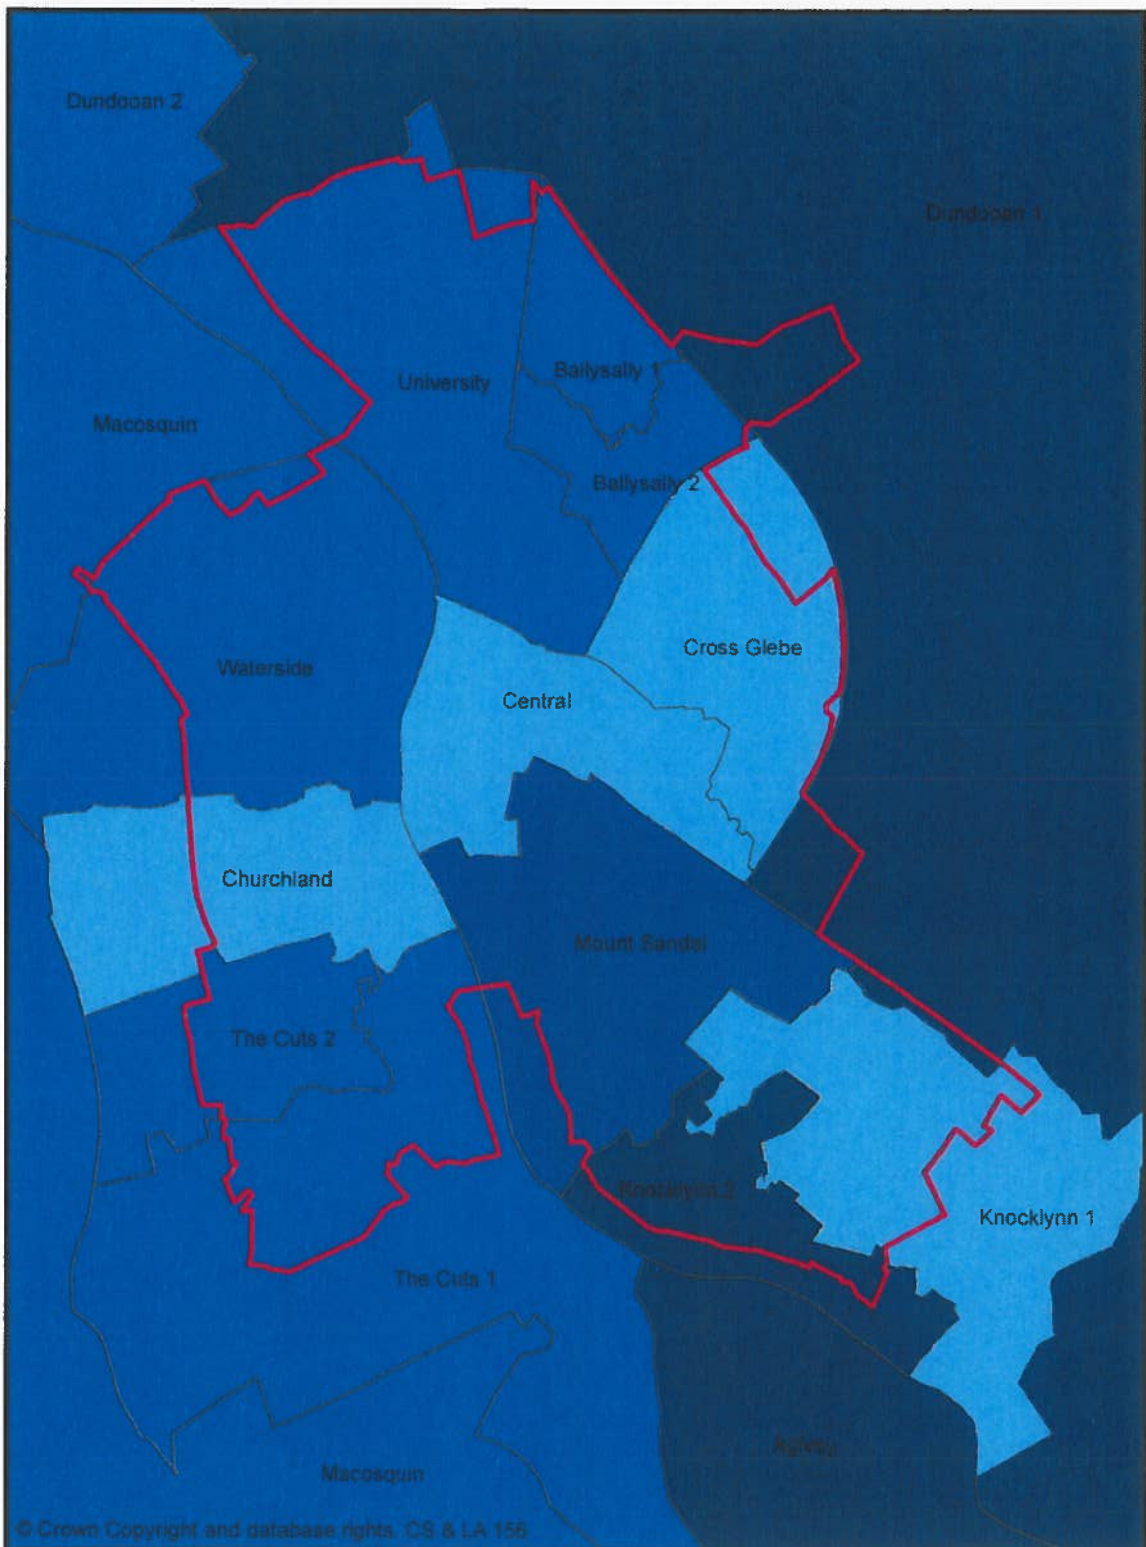 Dundooan 2
Dundooan 1
University
Ballysally 1
Macosquin
Ballysally 2
Cross Glebe
Waterside
Central
Churchland
Mount Sandel
The Cuts 2
Knocklynn 2
Knocklynn 1
The Cuts 1
Macosquin
© Crown Copyright and database rights. CS & LA 156